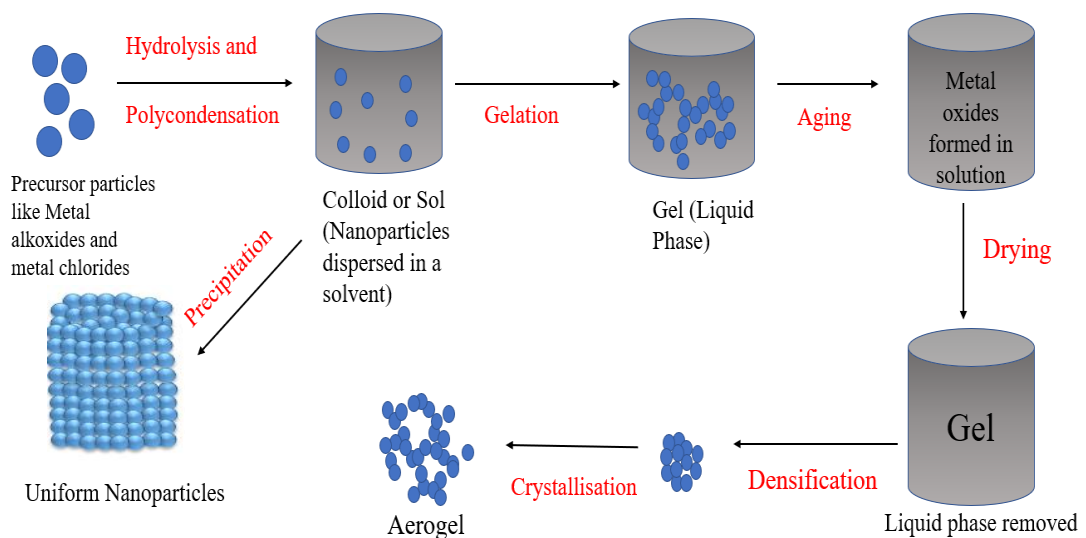 Hydrolysis and
Polycondensation
Gelation
Aging
Metal
oxides
formed in
solution
Precursor particles
like Metal
alkoxides and
metal chlorides
Colloid or Sol
(Nanoparticles
dispersed in a
solvent)
Gel (Liquid
Phase)
Drying
Precipitation
Gel
Liquid phase removed
Densification
Crystallisation
Aerogel
Uniform Nanoparticles